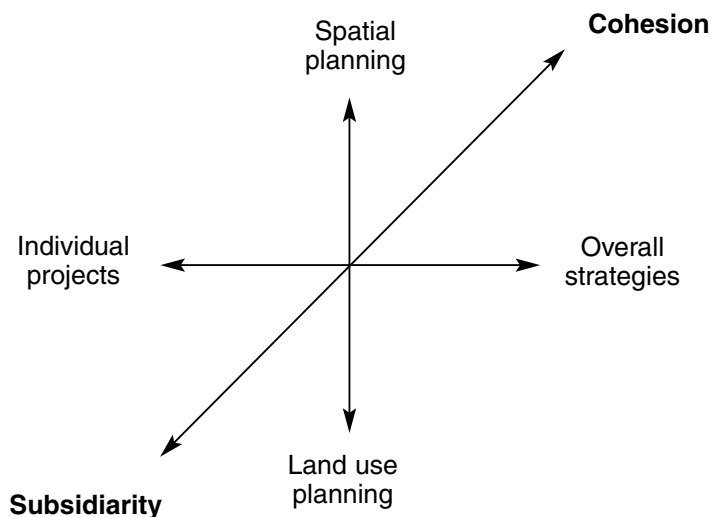 Cohesion
Spatial
planning
Individual
projects
Overall
strategies
Land use
planning
Subsidiarity